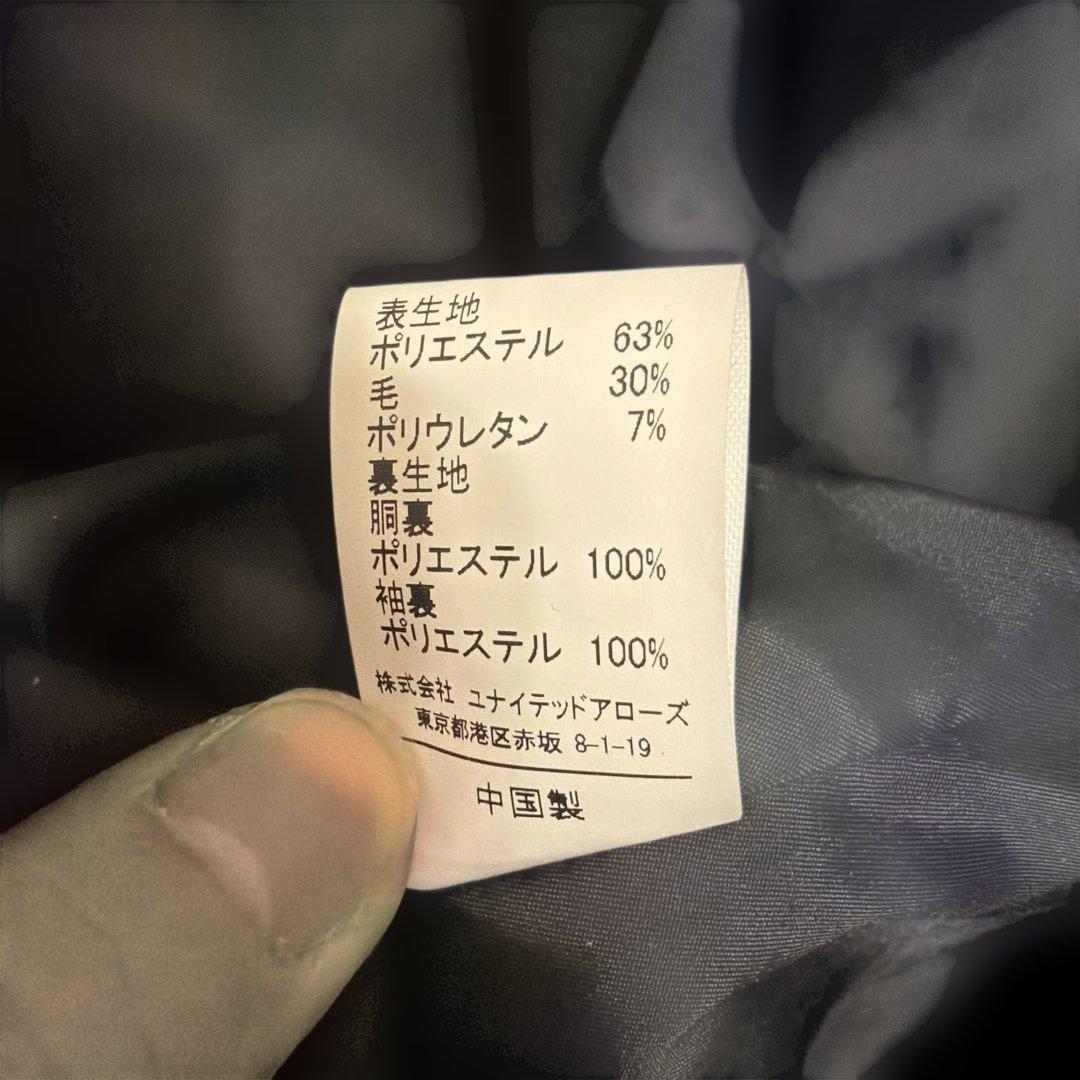 表生地
ポリエステル 63%
毛 30%
ポリウレタン 7%
裏生地
胴裏
ポリエステル 100%
袖裏
ポリエステル 100%
株式会社 ユナイテッドアローズ
東京都港区赤坂 8-1-19
中国製